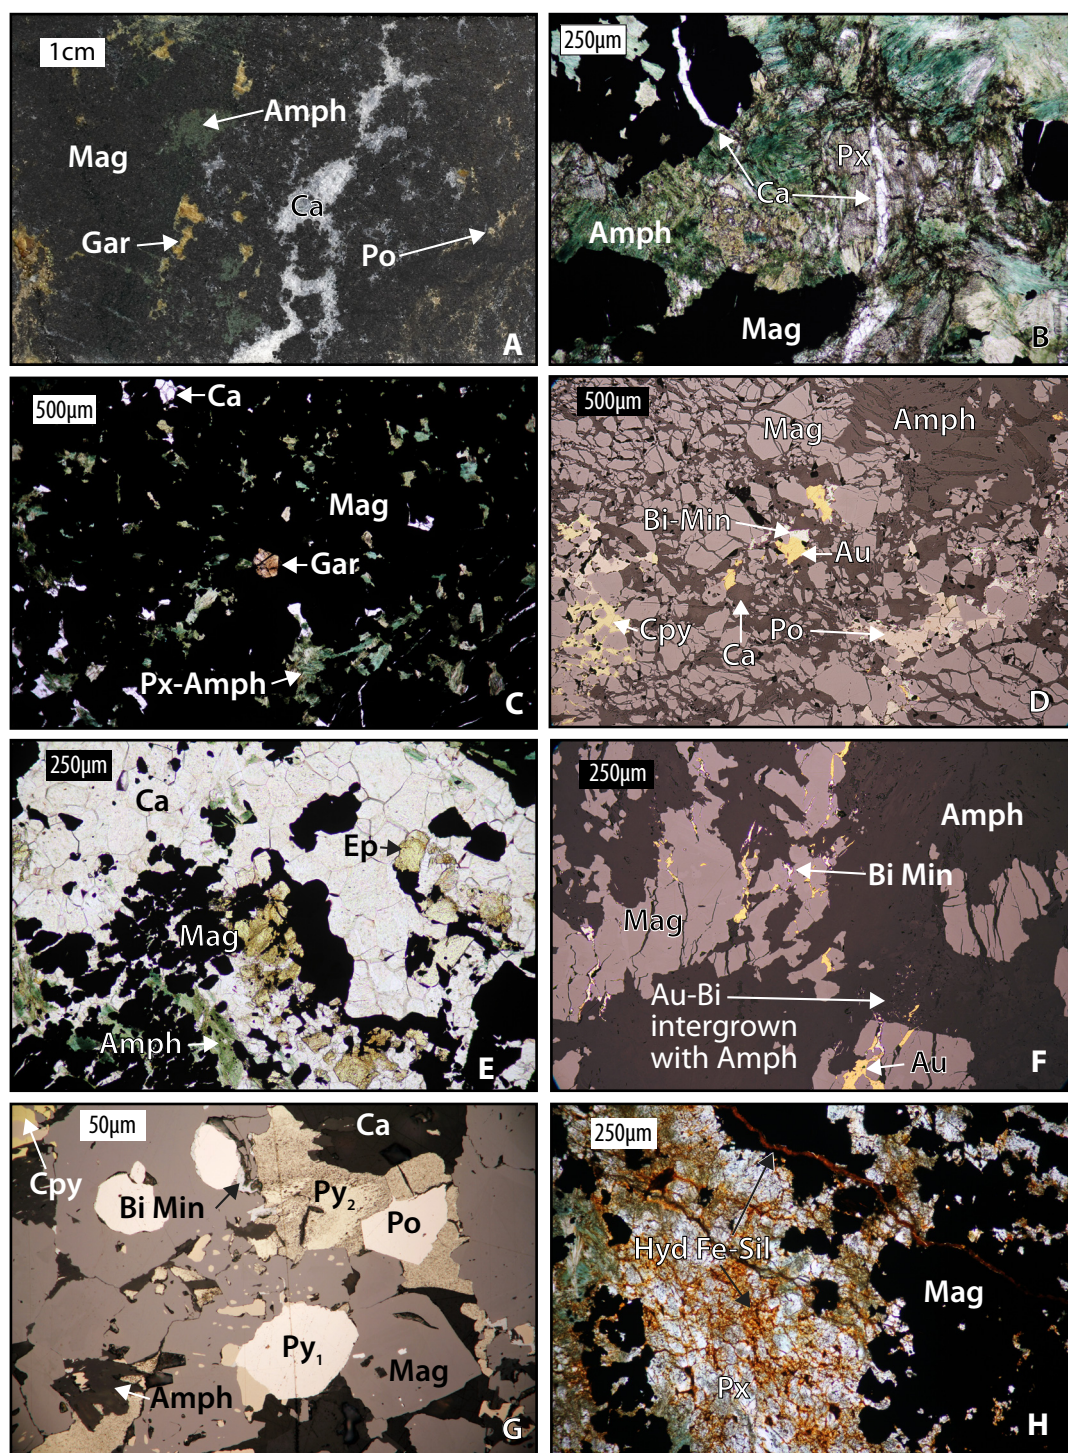 1cm
Amph
Mag
Ca
Gar
Po
A
250µm
Px
Ca
Amph
Mag
B
500µm
Ca
Mag
Gar
Px-Amph
C
500µm
Mag
Amph
Bi-Min
Au
Cpy
Po
Ca
D
250µm
Ca
Ep
Mag
Amph
E
250µm
Amph
Bi Min
Mag
Au-Bi
intergrown
with Amph
Au
F
50µm
Ca
Cpy
Bi Min
Py2
Po
Py1
Mag
Amph
G
250µm
Hyd Fe-Sil
Mag
Px
H